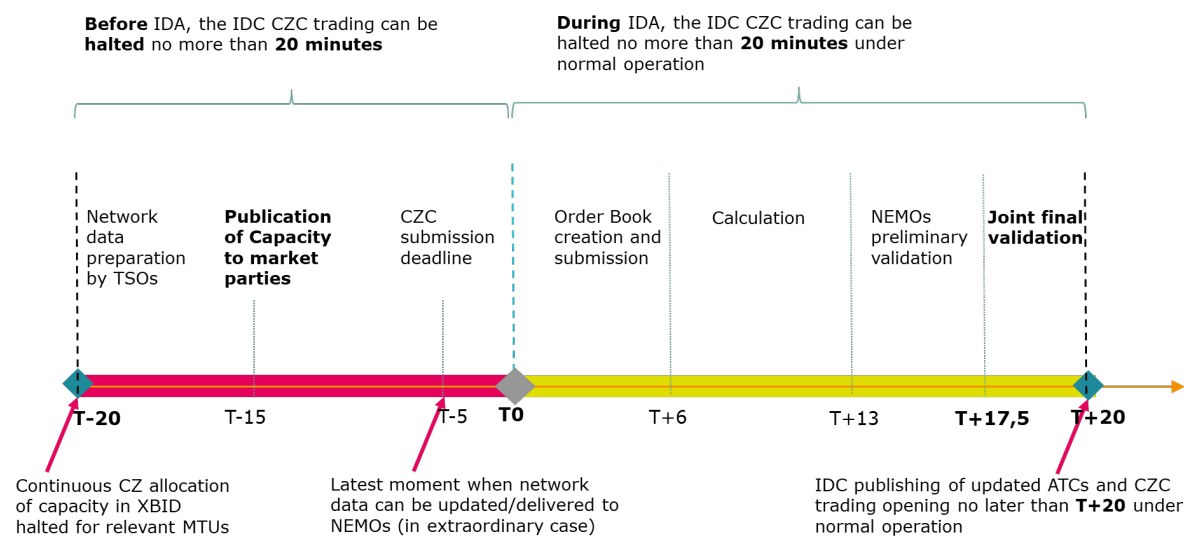 Before IDA, the IDC CZC trading can be
halted no more than 20 minutes
During IDA, the IDC CZC trading can be
halted no more than 20 minutes under
normal operation
Network
data
preparation
by TSOs
Publication
of Capacity
to market
parties
CZC
submission
deadline
Order Book
creation and
submission
Calculation
NEMOs
preliminary
validation
Joint final
validation
T-20
T-15
T-5
T0
T+6
T+13
T+17,5
T+20
Continuous CZ allocation
of capacity in XBID
halted for relevant MTUs
Latest moment when network
data can be updated/delivered to
NEMOs (in extraordinary case)
IDC publishing of updated ATCs and CZC
trading opening no later than T+20 under
normal operation